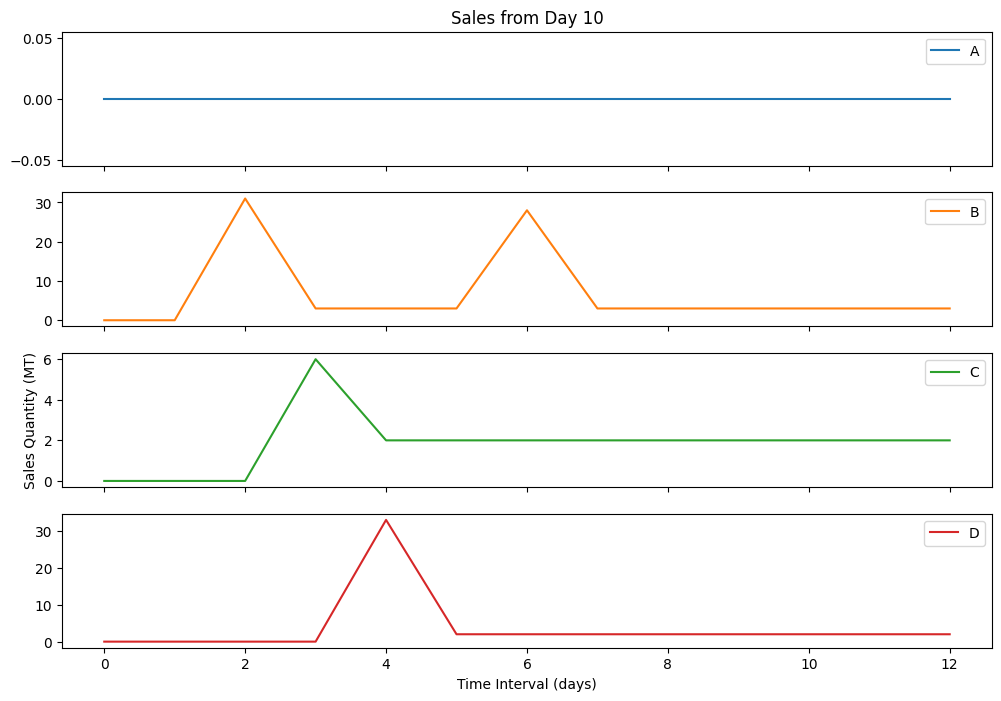 Sales from Day 10
0.05
0.00
−0.05
A
30
20
10
0
B
6
4
2
0
C
Sales Quantity (MT)
30
20
10
0
D
0 2 4 6 8 10 12
Time Interval (days)